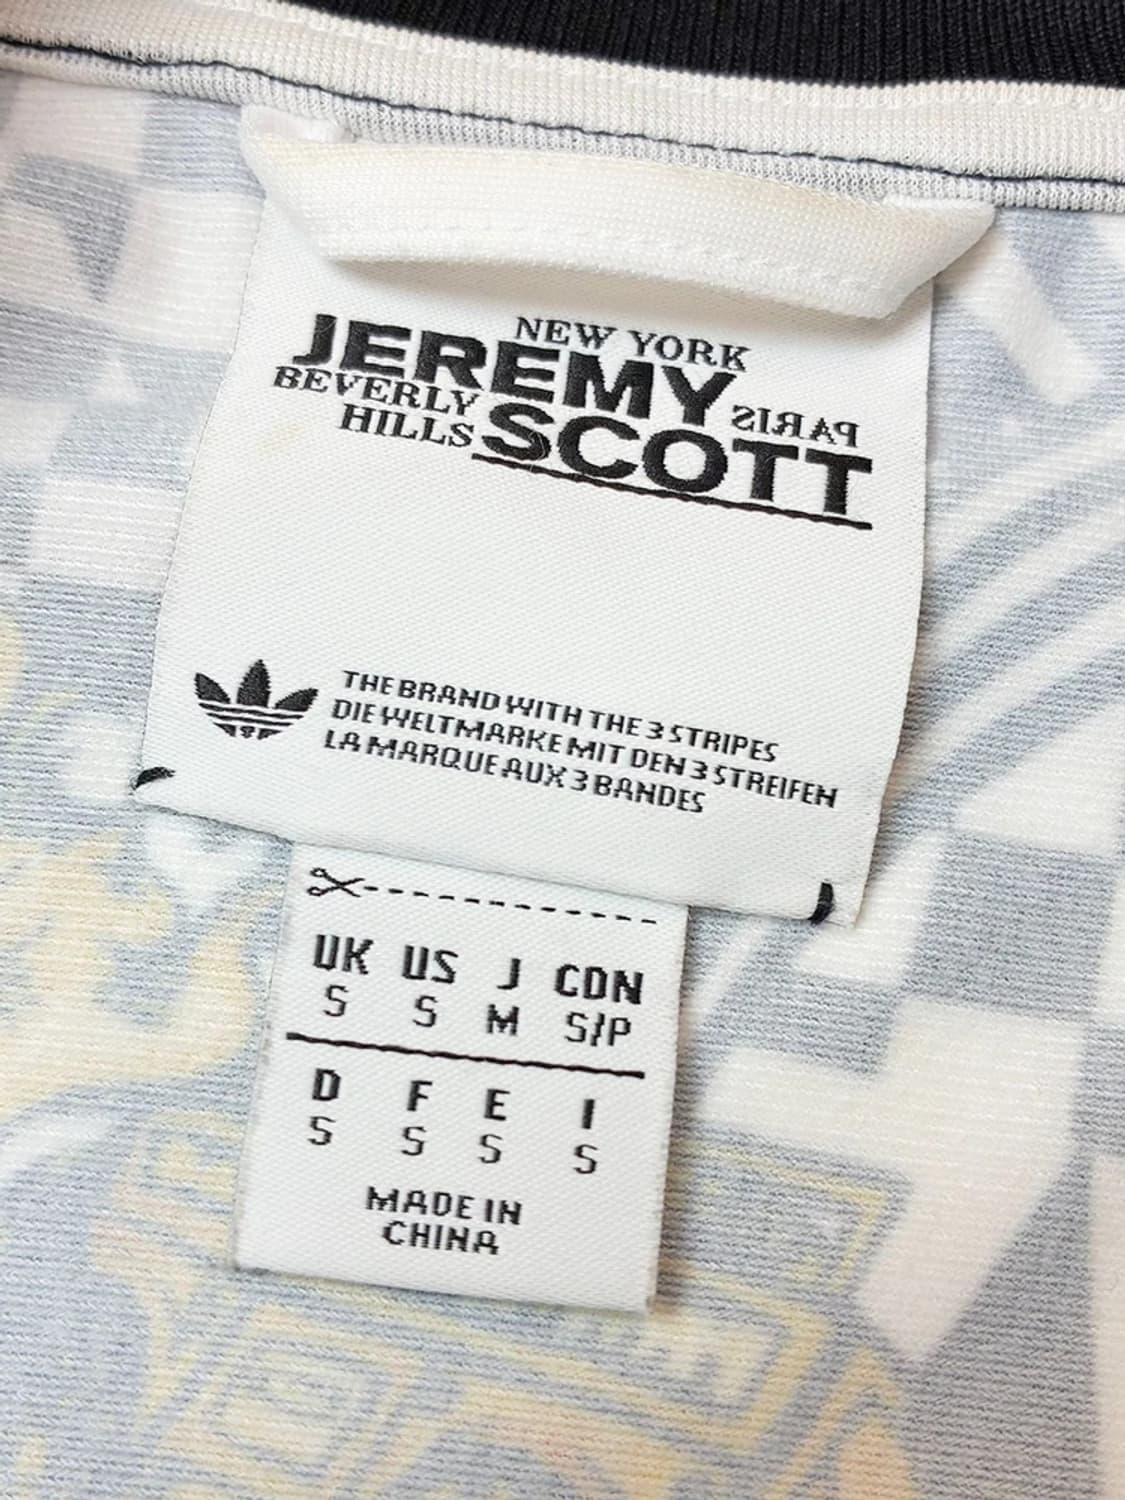 NEW YORK
JEREMY
BEVERLY
PARIS
HILLS
SCOTT
THE BRAND WITH THE 3 STRIPES
DIE WELTMARKE MIT DEN 3 STREIFEN
LA MARQUE AUX 3 BANDES
UK US J CDN
S S M S/P
D F E I
S S S S
MADE IN
CHINA